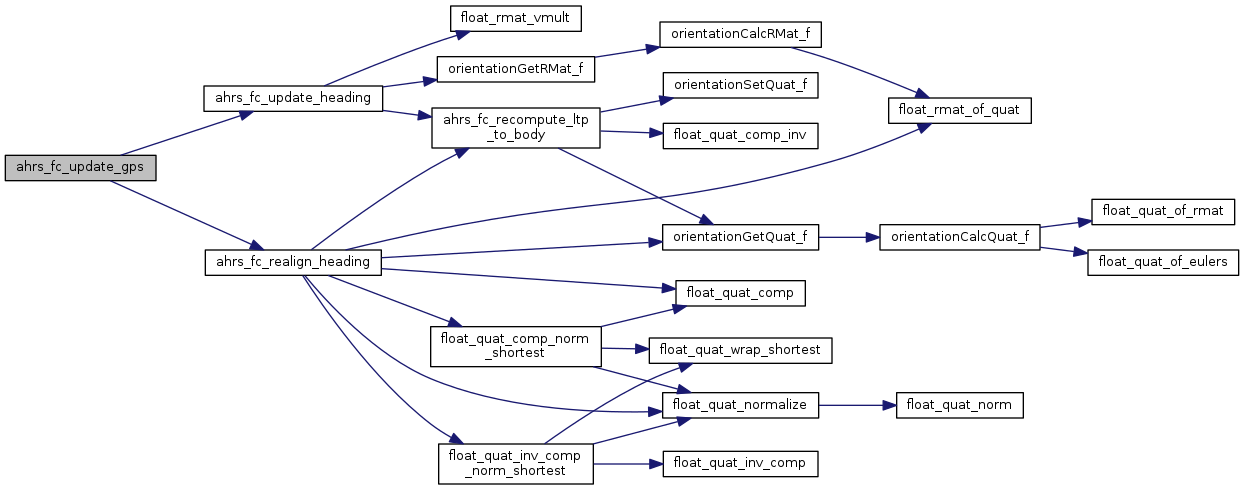 float_rmat_vmult
orientationCalcRMat_f
orientationGetRMat_f
orientationSetQuat_f
ahrs_fc_update_heading
float_rmat_of_quat
ahrs_fc_recompute_ltp
_to_body
float_quat_comp_inv
ahrs_fc_update_gps
float_quat_of_rmat
orientationGetQuat_f
orientationCalcQuat_f
ahrs_fc_realign_heading
float_quat_of_eulers
float_quat_comp
float_quat_comp_norm
_shortest
float_quat_wrap_shortest
float_quat_normalize
float_quat_norm
float_quat_inv_comp
_norm_shortest
float_quat_inv_comp